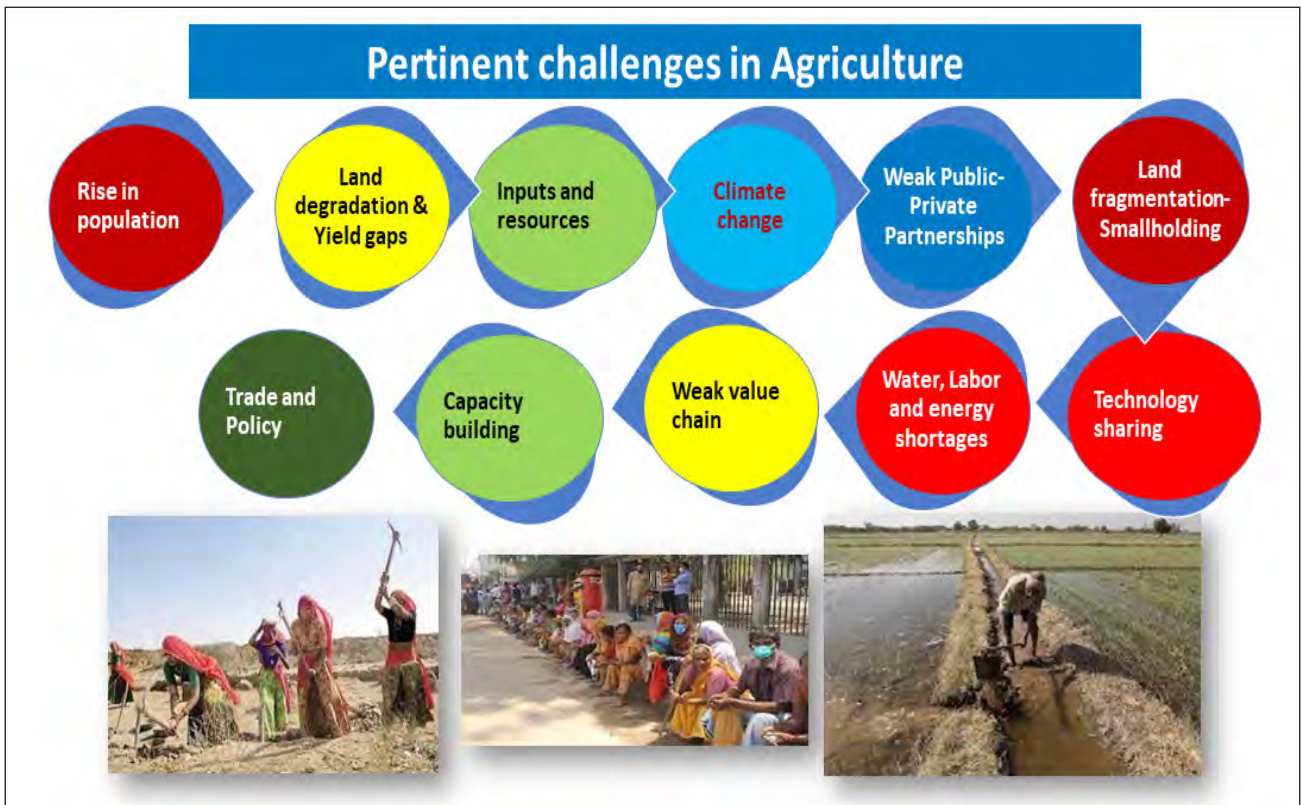 Pertinent challenges in Agriculture
Rise in
population
Land
degradation &
Yield gaps
Inputs and
resources
Climate
change
Weak Public-
Private
Partnerships
Land
fragmentation-
Smallholding
Technology
sharing
Water, Labor
and energy
shortages
Weak value
chain
Capacity
building
Trade and
Policy